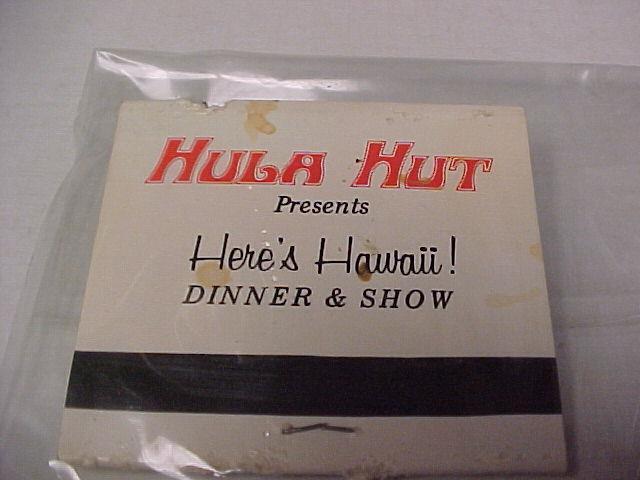 HULA HUT
Presents
Here's Hawaii!
DINNER & SHOW